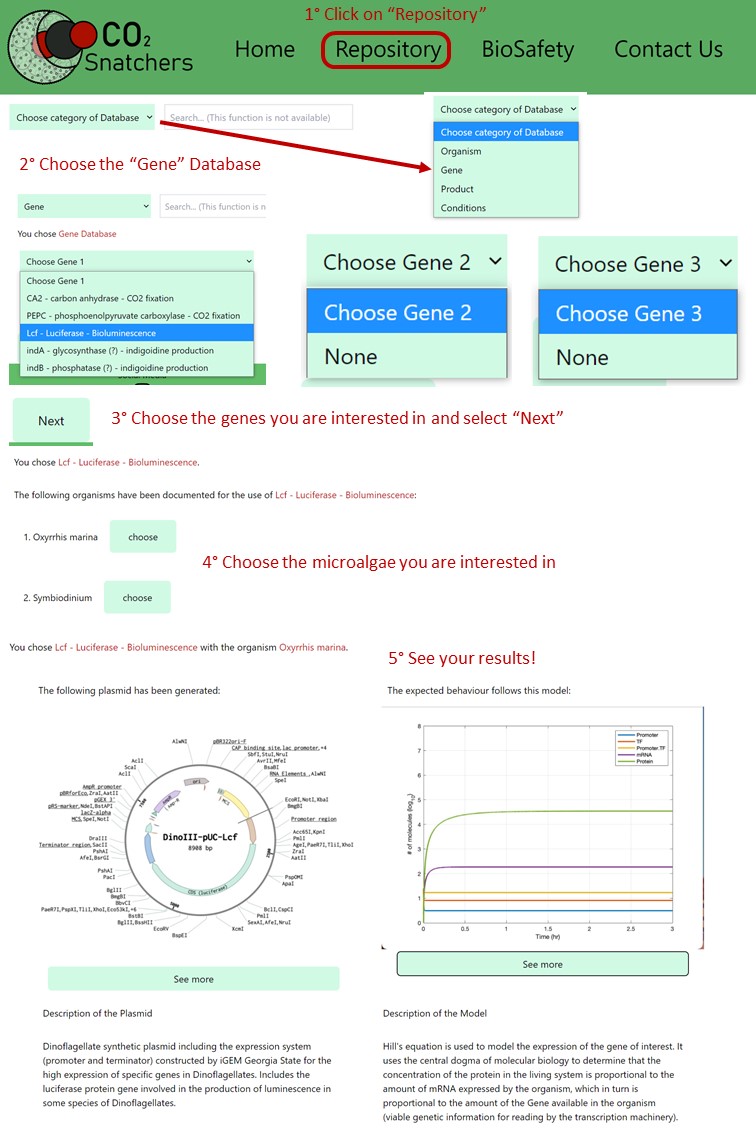 1° Click on “Repository”
CO2
Snatchers
Home
Repository
BioSafety
Contact Us
Choose category of Database
Search... (This function is not available)
Choose category of Database
Choose category of Database
Organism
Gene
Product
Conditions
2° Choose the “Gene” Database
Gene
Search... (This function is n
You chose Gene Database
Choose Gene 1
Choose Gene 1
CA2 - carbon anhydrase - CO2 fixation
PEPC - phosphoenolpyruvate carboxylase - CO2 fixation
Lcf - Luciferase - Bioluminescence
indA - glycosynthase (?) - indigoidine production
indB - phosphatase (?) - indigoidine production
Choose Gene 2
Choose Gene 2
None
Choose Gene 3
Choose Gene 3
None
Next
3° Choose the genes you are interested in and select “Next”
You chose Lcf - Luciferase - Bioluminescence.
The following organisms have been documented for the use of Lcf - Luciferase - Bioluminescence:
1. Oxyrrhis marina
choose
4° Choose the microalgae you are interested in
2. Symbiodinium
choose
You chose Lcf - Luciferase - Bioluminescence with the organism Oxyrrhis marina.
5° See your results!
The following plasmid has been generated:
AlwNI
pBR322ori-F
CAP binding site,lac promoter,+4
SbfI,StuI,NruI
AvrII,MfeI
BsaBI
RNA Elements ,AlwNI
SpeI
EcoRI,NotI,KbaI
BmgBI
Promoter region
Acc65I,KpnI
PmlI
AgeI,PaeR7I,TliI,XhoI
ZraI
AatII
PspOMI
ApaI
BclI,CspCI
PmlI
SexAI,AfeI,NruI
XcmI
BspEI
EcoRV
BglII,BssHII
BstBI
PaeR7I,PspXI,TliI,XhoI,Eco53kI,+6
BbvCI
BmgBI
BglII
PacI
PshAI
AfeI,BsrGI
PshAI
Terminator region,SacII
DraIII
MCS,SpeI,NotI
lacZ-alpha
pRS-marker,NdeI,BstAPI
pGEX 3'
pBRforEco,ZraI,AatII
AmpR promoter
AclI
ScaI
AclI
ori
MCS
DinoIII-pUC-Lcf
8908 bp
CDS (luciferase)
The expected behaviour follows this model:
8
7
6
5
4
3
2
1
0
# of molecules (log10)
0
0.5
1
1.5
2
2.5
3
Time (hr)
Promoter
TF
Promoter.TF
mRNA
Protein
See more
See more
Description of the Plasmid
Dinoflagellate synthetic plasmid including the expression system
(promoter and terminator) constructed by iGEM Georgia State for the
high expression of specific genes in Dinoflagellates. Includes the
luciferase protein gene involved in the production of luminescence in
some species of Dinoflagellates.
Description of the Model
Hill's equation is used to model the expression of the gene of interest. It
uses the central dogma of molecular biology to determine that the
concentration of the protein in the living system is proportional to the
amount of mRNA expressed by the organism, which in turn is
proportional to the amount of the Gene available in the organism
(viable genetic information for reading by the transcription machinery).